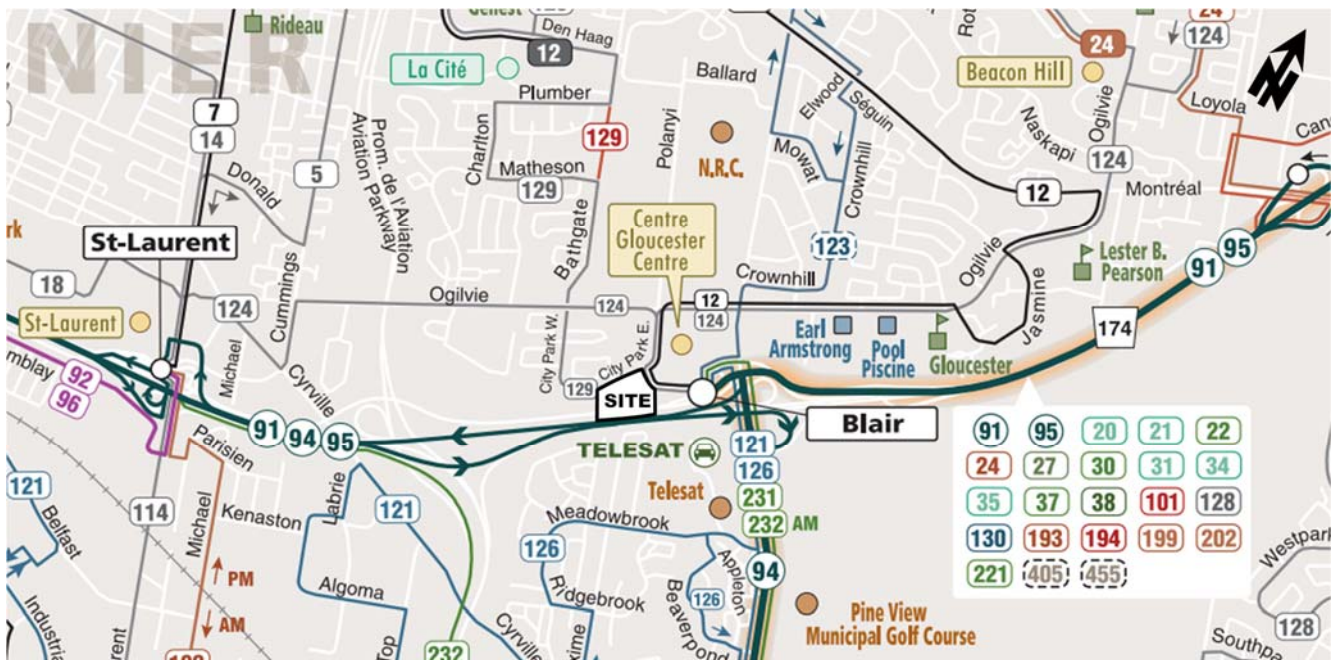 NIER
Rideau
Genest
Den Haag
12
La Cité
Plumber
Ballard
Elwood
Séguin
24
Beacon Hill
24
124
Ogilvie
Naskapi
Loyola
N
7
14
5
Prom. de l'Aviation
Aviation Parkway
Charlton
129
Matheson
129
Polanyi
N.R.C.
Mowat
Crownhill
12
124
Montréal
Donald
St-Laurent
Bathgate
Centre
Gloucester
Centre
123
Crownhill
Ogilvie
Lester B.
Pearson
91
95
18
124
Cummings
Ogilvie
124
12
124
Jasmine
174
St-Laurent
City Park W.
City Park E.
Earl
Armstrong
Pool
Piscine
Gloucester
92
96
Michael
Cyrville
129
SITE
Blair
91
94
95
Parisien
TELESAT
121
126
231
232 AM
Telesat
91 95 20 21 22
24 27 30 31 34
35 37 38 101 128
130 193 194 199 202
221 405 455
121
Belfast
114
Michael
Kenaston
Labrie
121
Meadowbrook
126
Appleton
94
PM
AM
Algoma
Ridgebrook
126
Beaverpond
Pine View
Municipal Golf Course
Westpark
128
Industrial
Top
232
Cyrville